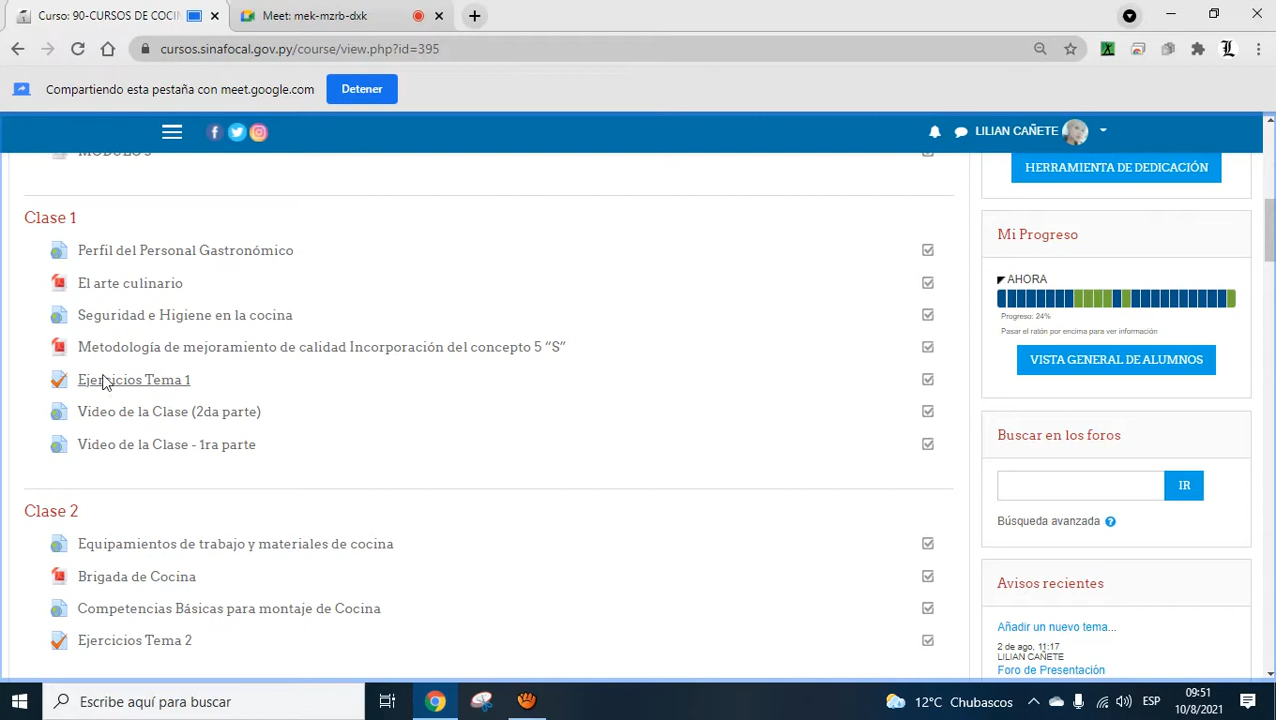 Curso: 90-CURSOS DE COCI
Meet: mek-mzrb-dxk
cursos.sinafocal.gov.py/course/view.php?id=395
Compartiendo esta pestaña con meet.google.com
Detener
LILIAN CAÑETE
HERRAMIENTA DE DEDICACIÓN
Clase 1
Perfil del Personal Gastronómico
El arte culinario
Seguridad e Higiene en la cocina
Metodología de mejoramiento de calidad Incorporación del concepto 5 “S”
Ejercicios Tema 1
Video de la Clase (2da parte)
Video de la Clase - 1ra parte
Clase 2
Equipamientos de trabajo y materiales de cocina
Brigada de Cocina
Competencias Básicas para montaje de Cocina
Ejercicios Tema 2
Mi Progreso
AHORA
Progreso: 24%
Pasar el ratón por encima para ver información
VISTA GENERAL DE ALUMNOS
Buscar en los foros
IR
Búsqueda avanzada
Avisos recientes
Añadir un nuevo tema...
2 de ago, 11:17
LILIAN CAÑETE
Foro de Presentación
Escribe aquí para buscar
12°C Chubascos
ESP
09:51
10/8/2021